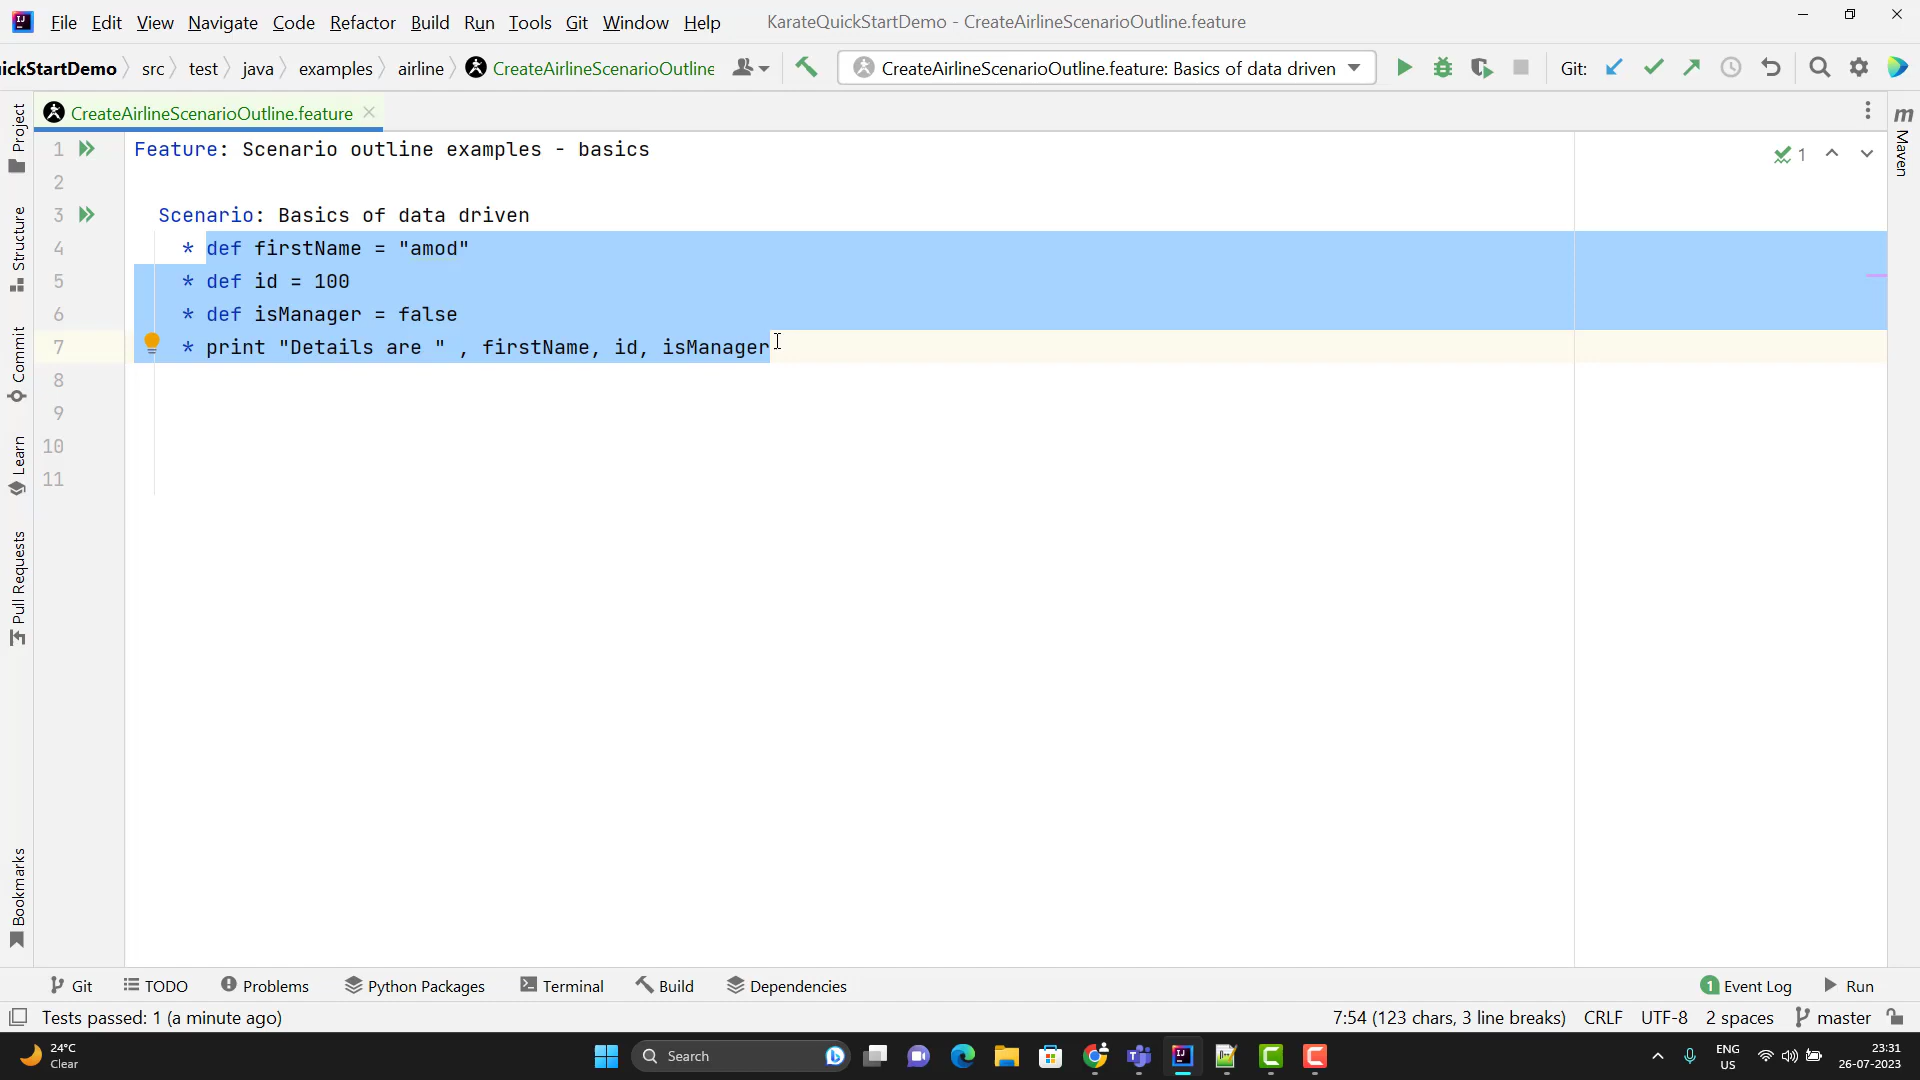 File Edit View Navigate Code Refactor Build Run Tools Git Window Help KarateQuickStartDemo - CreateAirlineScenarioOutline.feature
ickStartDemo src test java examples airline CreateAirlineScenarioOutline CreateAirlineScenarioOutline.feature: Basics of data driven Git:
CreateAirlineScenarioOutline.feature
1 Feature: Scenario outline examples - basics
2
3 Scenario: Basics of data driven
4 * def firstName = "amod"
5 * def id = 100
6 * def isManager = false
7 * print "Details are " , firstName, id, isManager
8
9
10
11
1
Project
Structure
Commit
Learn
Pull Requests
Bookmarks
m
Maven
Git TODO Problems Python Packages Terminal Build Dependencies 1 Event Log Run
Tests passed: 1 (a minute ago) 7:54 (123 chars, 3 line breaks) CRLF UTF-8 2 spaces master
24°C
Clear
Search
ENG
US
23:31
26-07-2023